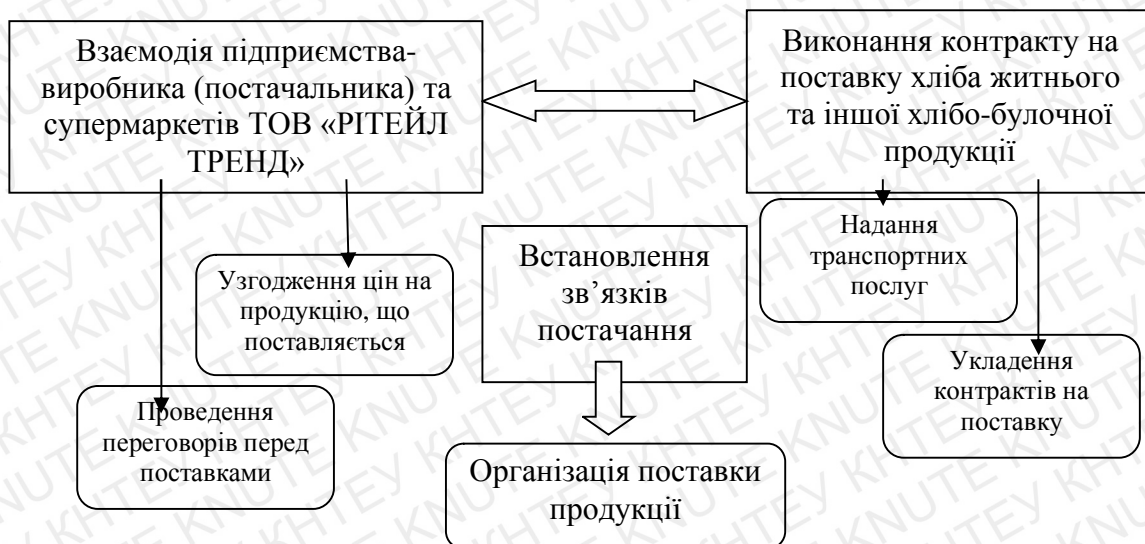 Взаємодія підприємства-
виробника (постачальника) та
супермаркетів ТОВ «РІТЕЙЛ
ТРЕНД»
Виконання контракту на
поставку хліба житнього
та іншої хлібо-булочної
продукції
Надання
транспортних
послуг
Узгодження цін на
продукцію, що
поставляється
Встановлення
зв’язків
постачання
Укладення
контрактів на
поставку
Проведення
переговорів перед
поставками
Організація поставки
продукції